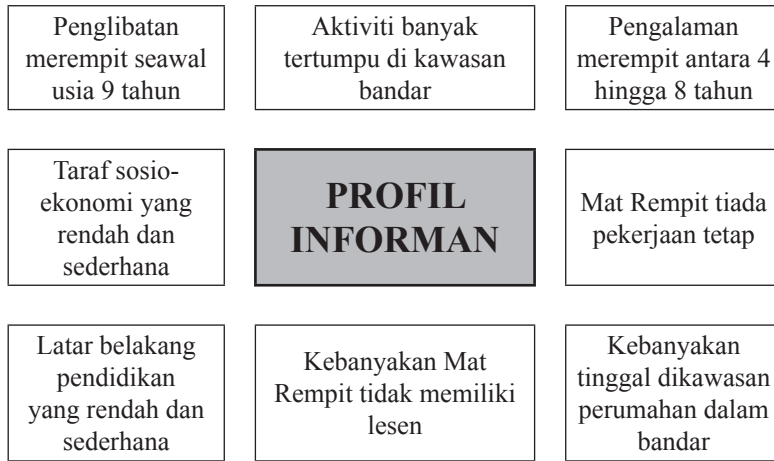 Penglibatan
merempit seawal
usia 9 tahun
Aktiviti banyak
tertumpu di kawasan
bandar
Pengalaman
merempit antara 4
hingga 8 tahun
Taraf sosio-
ekonomi yang
rendah dan
sederhana
PROFIL
INFORMAN
Mat Rempit tiada
pekerjaan tetap
Latar belakang
pendidikan
yang rendah dan
sederhana
Kebanyakan Mat
Rempit tidak memiliki
lesen
Kebanyakan
tinggal dikawasan
perumahan dalam
bandar